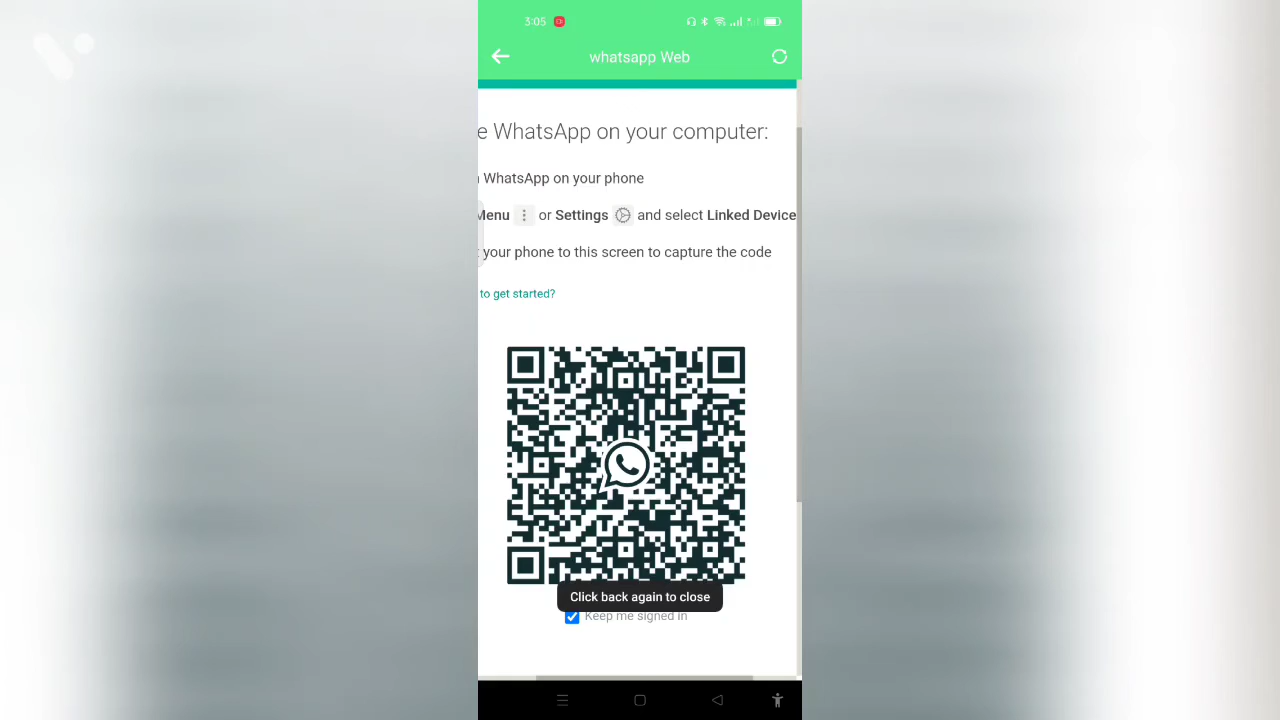 3:05
whatsapp Web
e WhatsApp on your computer:
WhatsApp on your phone
Menu or Settings and select Linked Device
your phone to this screen to capture the code
to get started?
Click back again to close
Keep me signed in